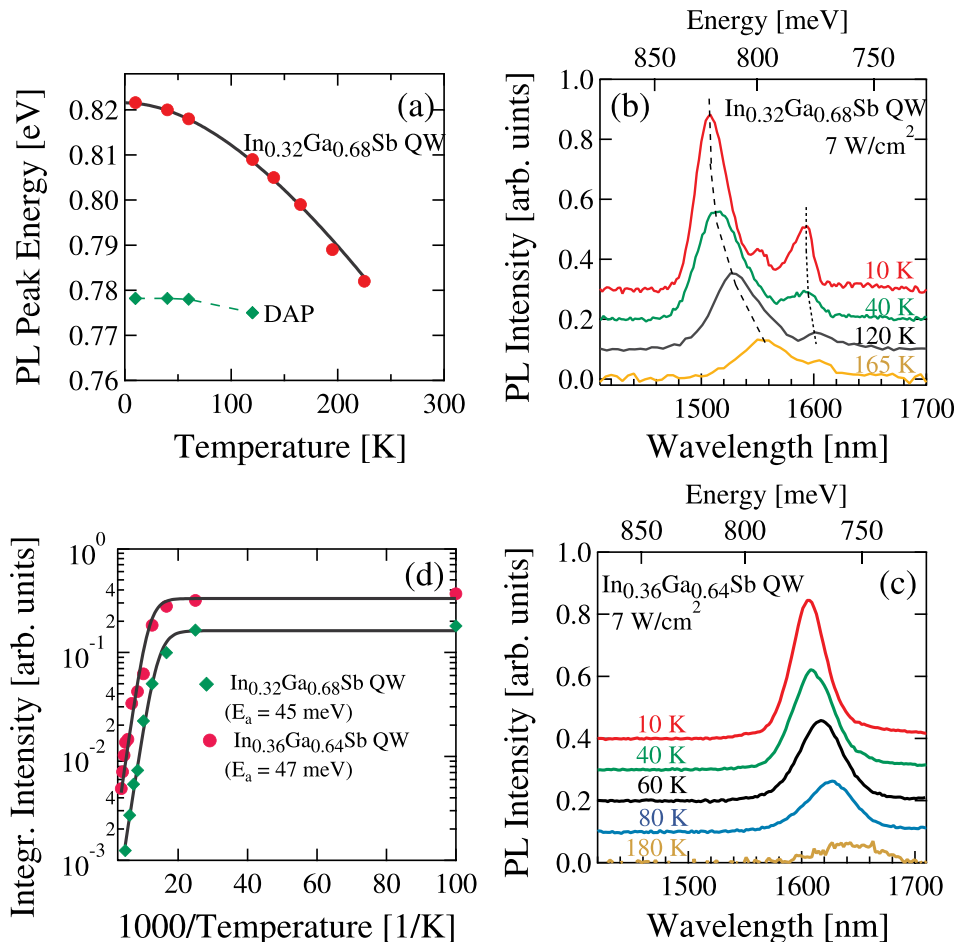 (a)
PL Peak Energy [eV]
0.82
0.81
0.80
0.79
0.78
0.77
0.76
In0.32Ga0.68Sb QW
DAP
0
100
200
300
Temperature [K]
Energy [meV]
850
800
750
(b)
In0.32Ga0.68Sb QW
7 W/cm2
PL Intensity [arb. uints]
1.0
0.8
0.6
0.4
0.2
0.0
10 K
40 K
120 K
165 K
1500
1600
1700
Wavelength [nm]
(d)
Integr. Intensity [arb. units]
10 0
4
2
10 -1
4
2
10 -2
4
2
10 -3
In0.32Ga0.68Sb QW
(Ea = 45 meV)
In0.36Ga0.64Sb QW
(Ea = 47 meV)
20
40
60
80
100
1000/Temperature [1/K]
Energy [meV]
850
800
750
In0.36Ga0.64Sb QW
(c)
7 W/cm2
PL Intensity [arb. units]
1.0
0.8
0.6
0.4
0.2
0.0
10 K
40 K
60 K
80 K
180 K
1500
1600
1700
Wavelength [nm]